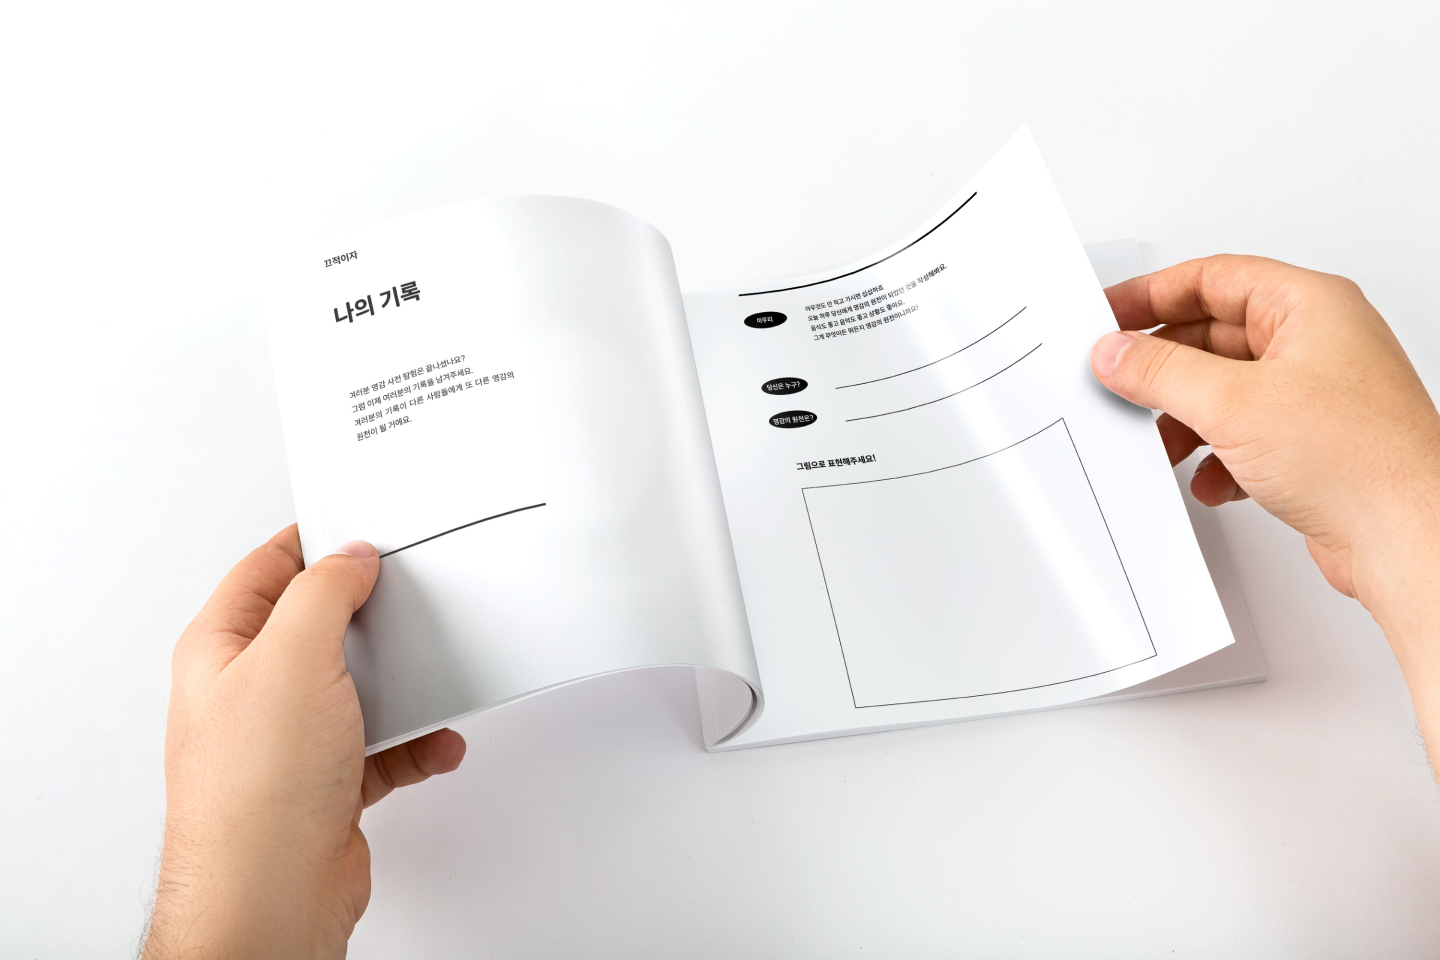 끄적이자
나의 기록
여러분 영감 사전 탐험은 끝나셨나요?
그럼 이제 여러분의 기록을 남겨주세요.
여러분의 기록이 다른 사람들에게 또 다른 영감의
원천이 될 거에요.
마무리
아무것도 안 적고 가시면 섭섭하죠
오늘 하루 당신에게 영감의 원천이 되었던 것을 작성해봐요.
음식도 좋고 음악도 좋고 상황도 좋아요.
그게 무엇이든 뭐든지 영감의 원천이니까요!
당신은 누구?
영감의 원천은?
그림으로 표현해주세요!